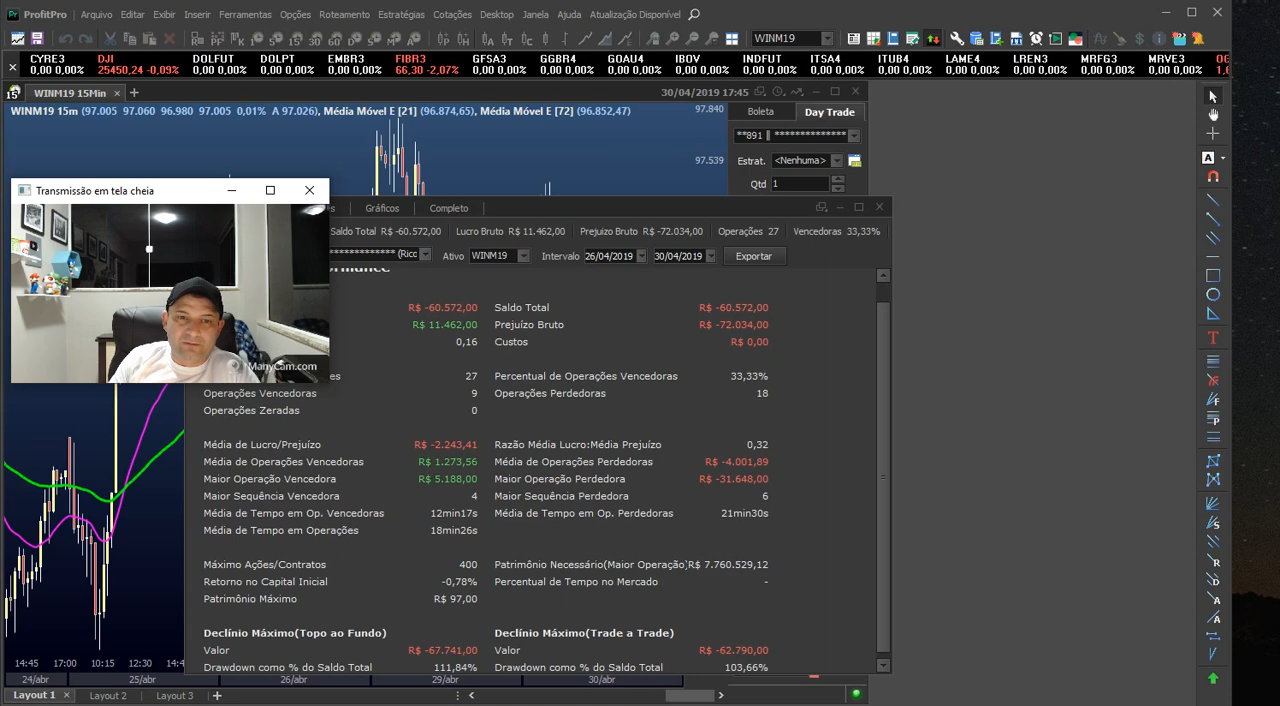 ProfitPro Arquivo Editar Exibir Inserir Ferramentas Opções Roteamento Estratégias Cotações Desktop Janela Ajuda Atualização Disponível
WINM19
CYRE3 DJI DOLFUT DOLPT EMBR3 FIBR3 GFSA3 GGBR4 GOAU4 IBOV INDFUT ITSA4 ITUB4 LAME4 LREN3 MRFG3 MRVE3
0,00 0,00% 25450,24 -0,09% 0,00 0,00% 0,00 0,00% 0,00 0,00% 66,30 -2,07% 0,00 0,00% 0,00 0,00% 0,00 0,00% 0,00 0,00% 0,00 0,00% 0,00 0,00% 0,00 0,00% 0,00 0,00% 0,00 0,00% 0,00 0,00% 0,00 0,00%
15 WINM19 15Min 30/04/2019 17:45
WINM19 15m (97.005 97.060 96.980 97.005 0,01% A 97.026), Média Móvel E [21] (96.874,65), Média Móvel E [72] (96.852,47) 97.840
Boleta Day Trade
**891 || **************
97.539
Estrat. <Nenhuma>
Qtd 1
Transmissão em tela cheia
Gráficos Completo
Saldo Total R$ -60.572,00 Lucro Bruto R$ 11.462,00 Prejuizo Bruto R$ -72.034,00 Operações 27 Vencedoras 33,33%
Ativo WINM19 Intervalo 26/04/2019 30/04/2019 Exportar
R$ -60.572,00 Saldo Total R$ -60.572,00
R$ 11.462,00 Prejuízo Bruto R$ -72.034,00
0,16 Custos R$ 0,00
ManyCam.com
27 Percentual de Operações Vencedoras 33,33%
Operações Vencedoras 9 Operações Perdedoras 18
Operações Zeradas 0
Média de Lucro/Prejuízo R$ -2.243,41 Razão Média Lucro:Média Prejuízo 0,32
Média de Operações Vencedoras R$ 1.273,56 Média de Operações Perdedoras R$ -4.001,89
Maior Operação Vencedora R$ 5.188,00 Maior Operação Perdedora R$ -31.648,00
Maior Sequência Vencedora 4 Maior Sequência Perdedora 6
Média de Tempo em Op. Vencedoras 12min17s Média de Tempo em Op. Perdedoras 21min30s
Média de Tempo em Operações 18min26s
Máximo Ações/Contratos 400 Patrimônio Necessário(Maior Operação) R$ 7.760.529,12
Retorno no Capital Inicial -0,78% Percentual de Tempo no Mercado -
Patrimônio Máximo R$ 97,00
Declínio Máximo(Topo ao Fundo) Declínio Máximo(Trade a Trade)
Valor R$ -67.741,00 Valor R$ -62.790,00
Drawdown como % do Saldo Total 111,84% Drawdown como % do Saldo Total 103,66%
14:45 17:00 10:15 12:30
24/abr 25/abr 26/abr 29/abr 30/abr
Layout 1 Layout 2 Layout 3